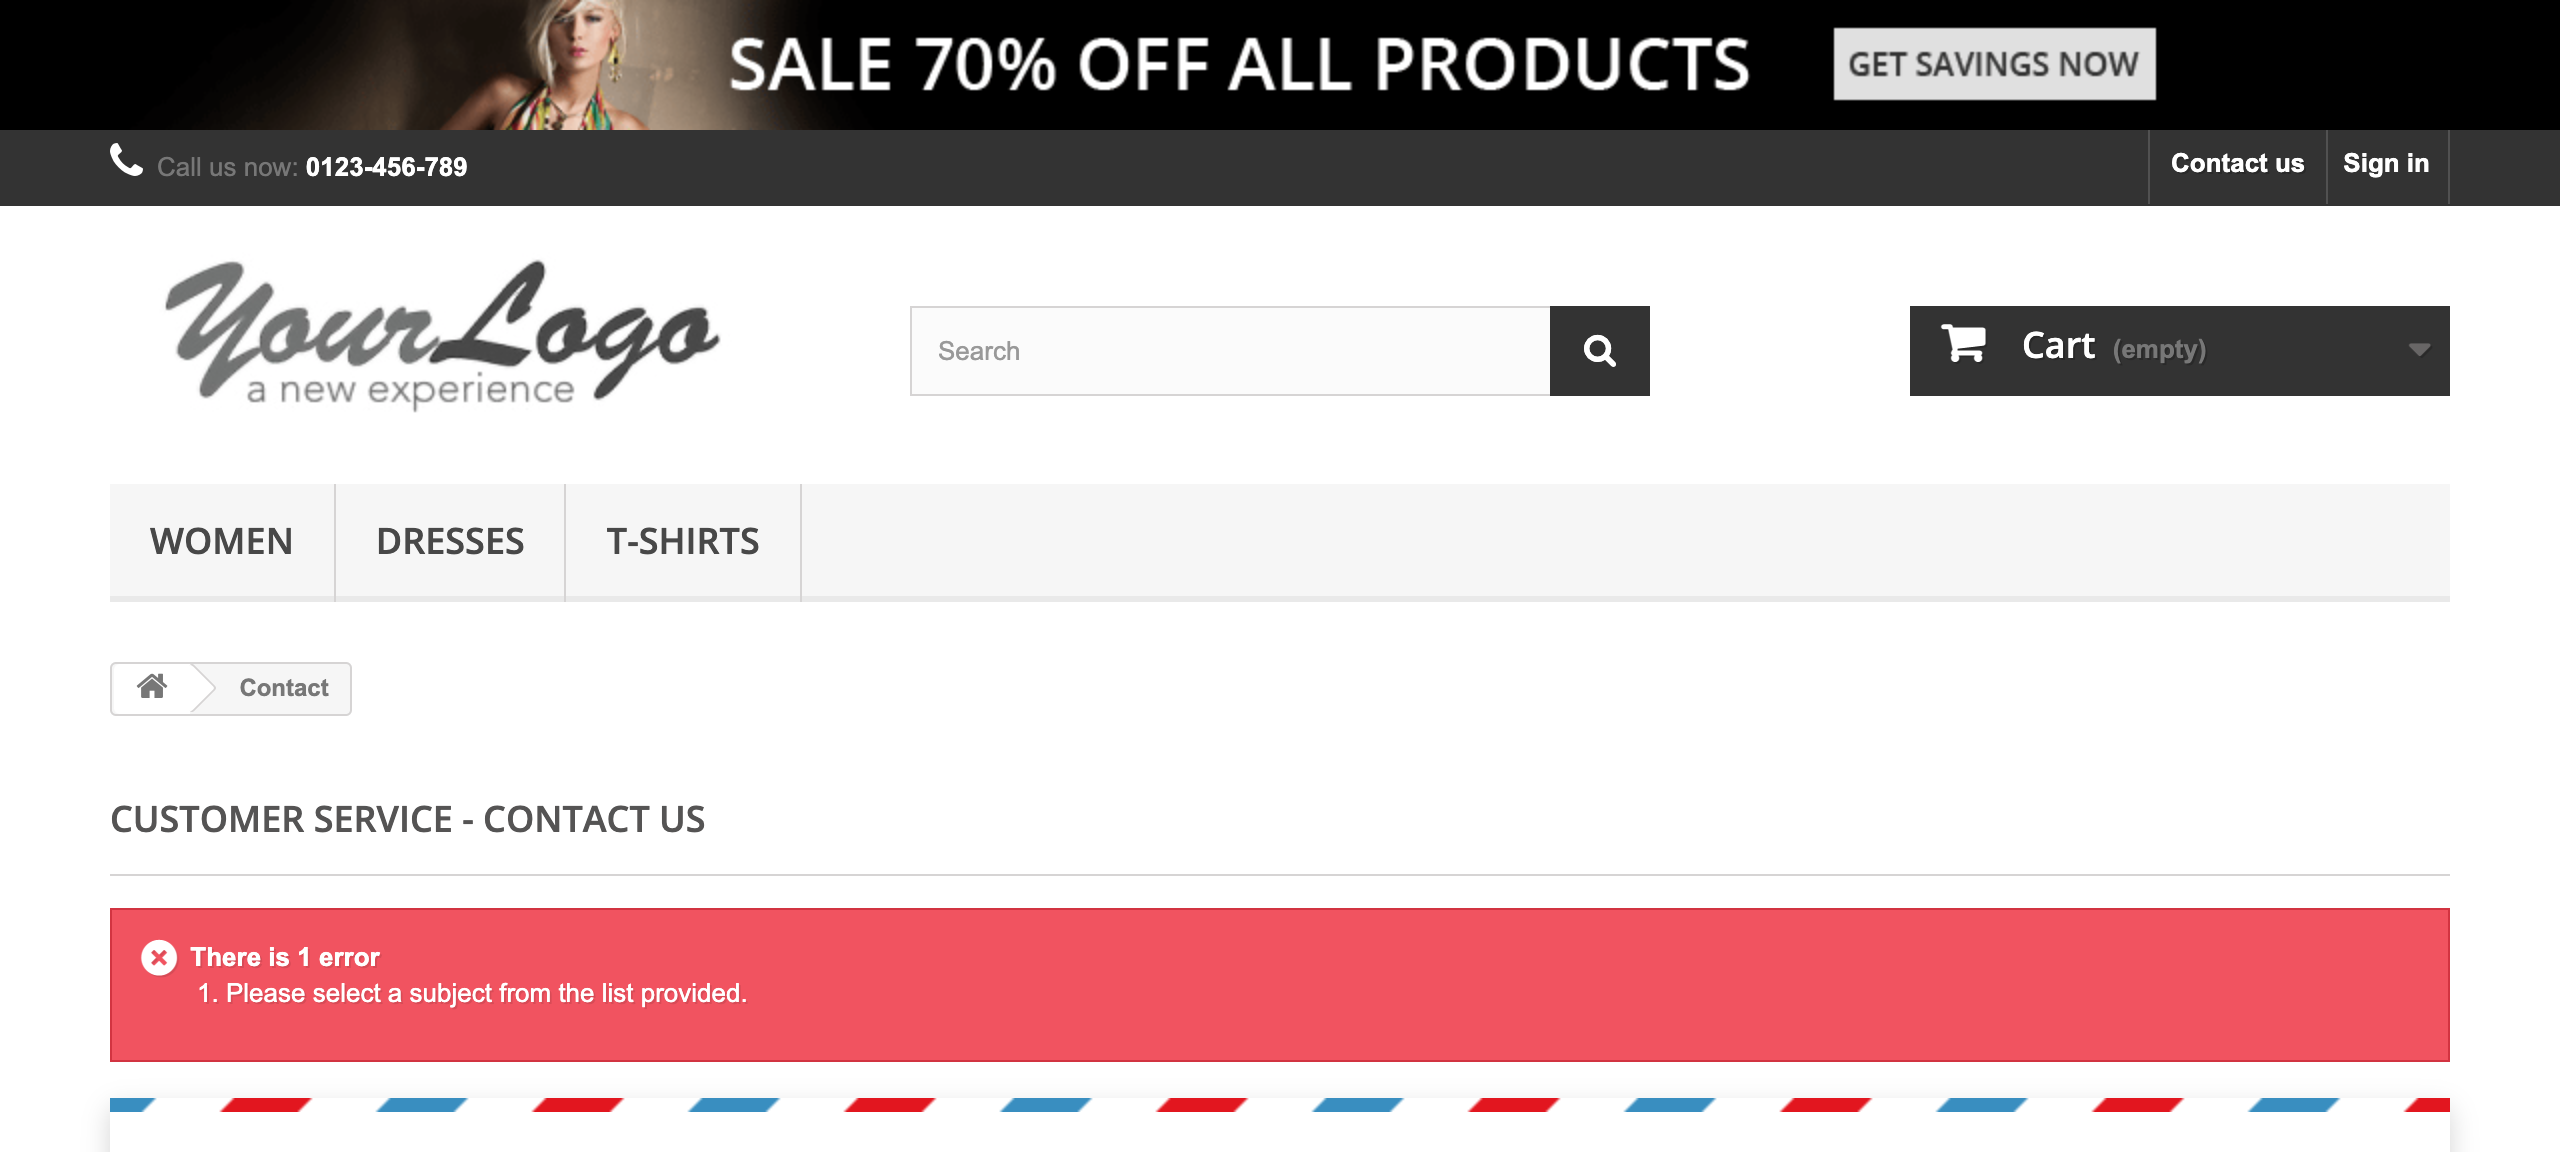 SALE 70% OFF ALL PRODUCTS
GET SAVINGS NOW
Call us now: 0123-456-789
Contact us
Sign in
YourLogo
a new experience
Search
Cart (empty)
WOMEN
DRESSES
T-SHIRTS
Contact
CUSTOMER SERVICE - CONTACT US
There is 1 error
1. Please select a subject from the list provided.